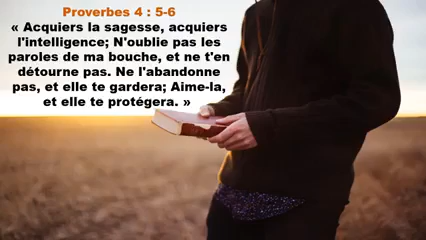 Proverbes 4 : 5-6
« Acquiers la sagesse, acquiers
l'intelligence; N'oublie pas les
paroles de ma bouche, et ne t'en
détourne pas. Ne l'abandonne
pas, et elle te gardera; Aime-la,
et elle te protégera. »